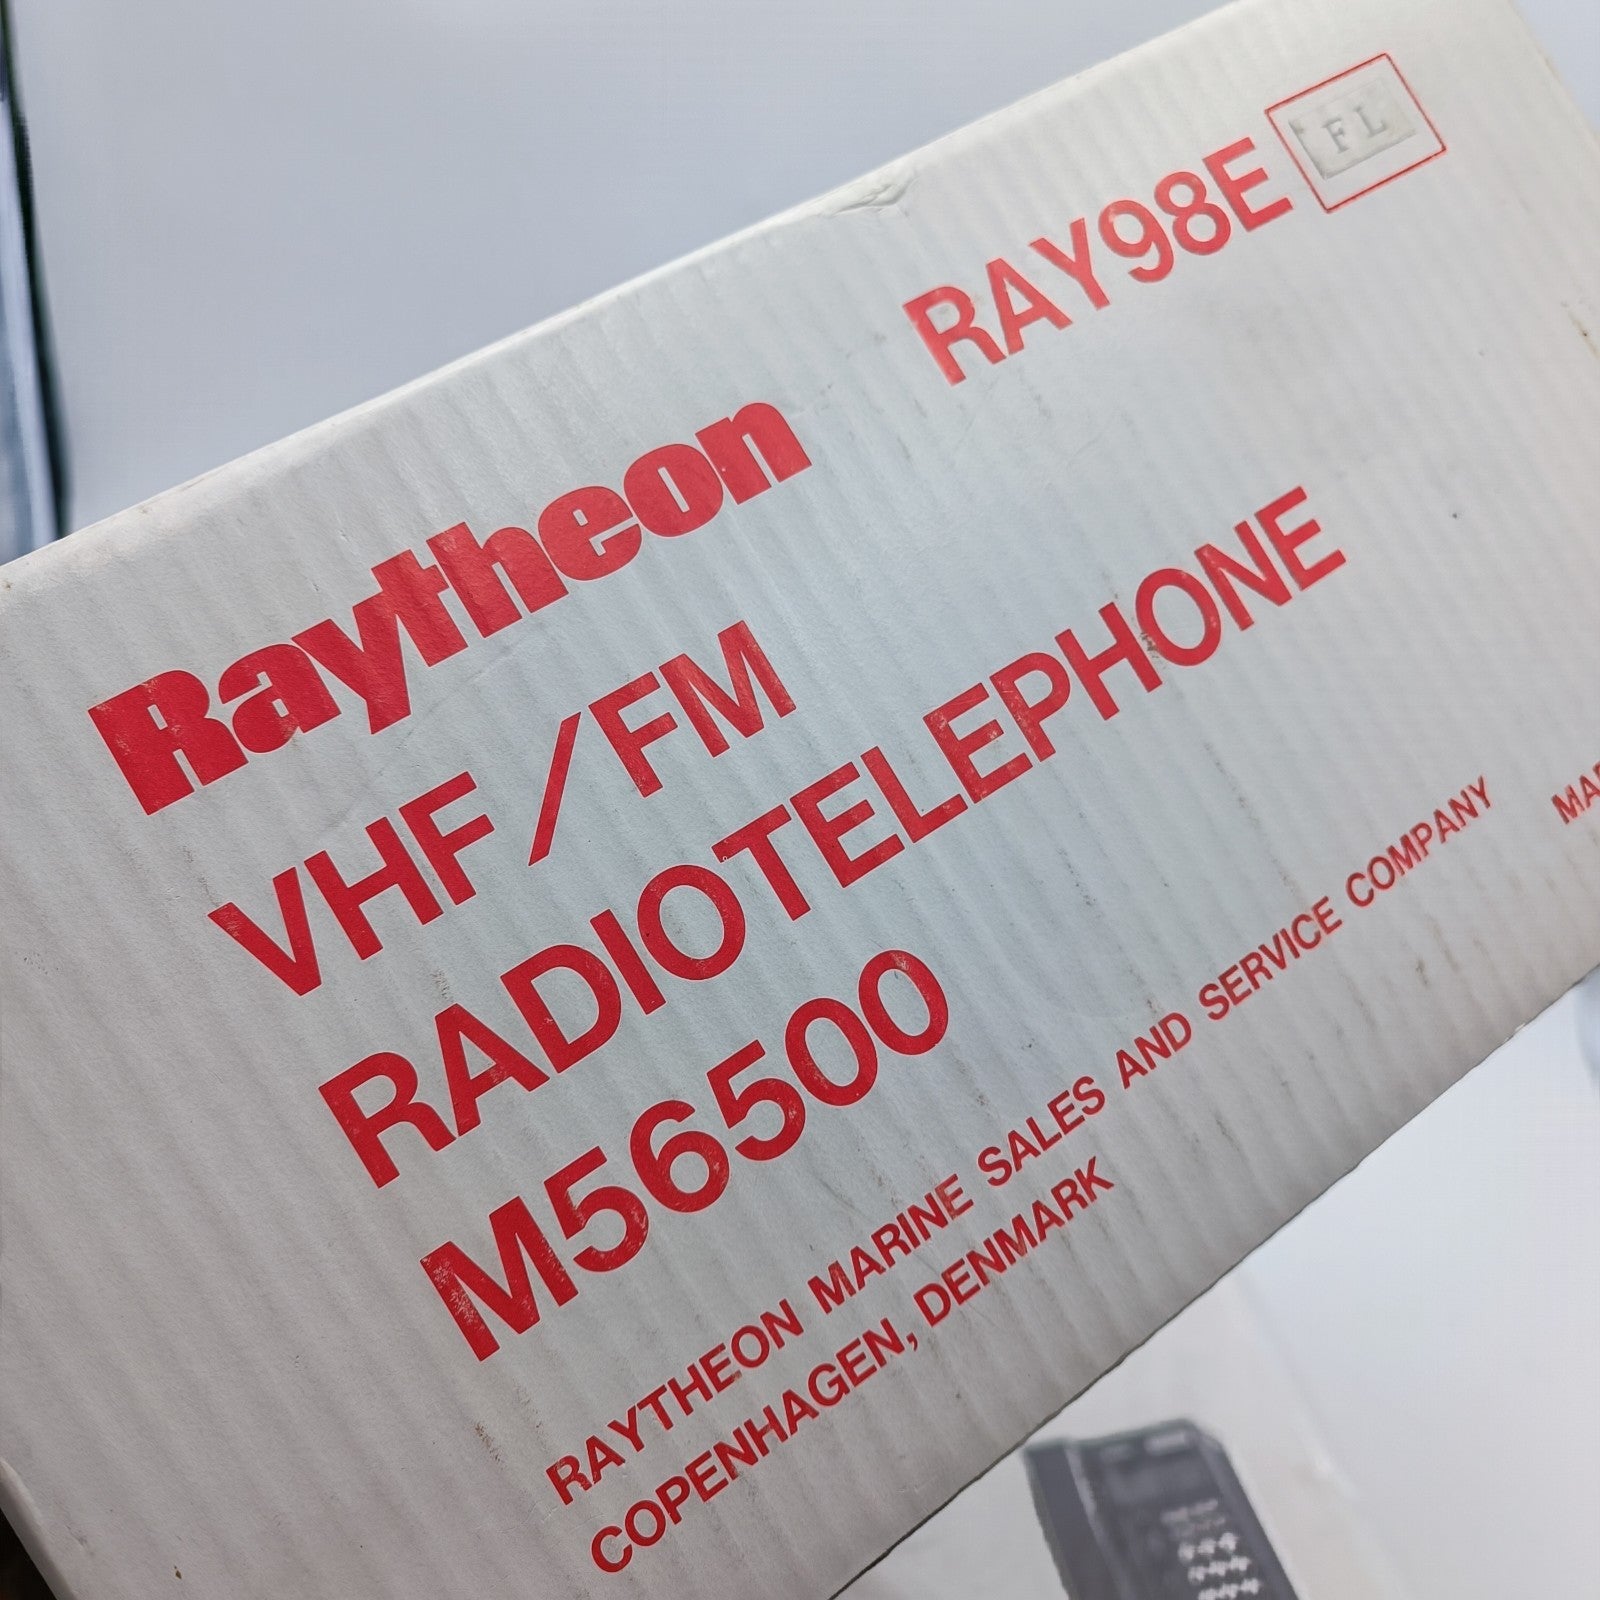 Raytheon RAY98E FL
VHF/FM
RADIOTELEPHONE
M56500
RAYTHEON MARINE SALES AND SERVICE COMPANY
COPENHAGEN, DENMARK